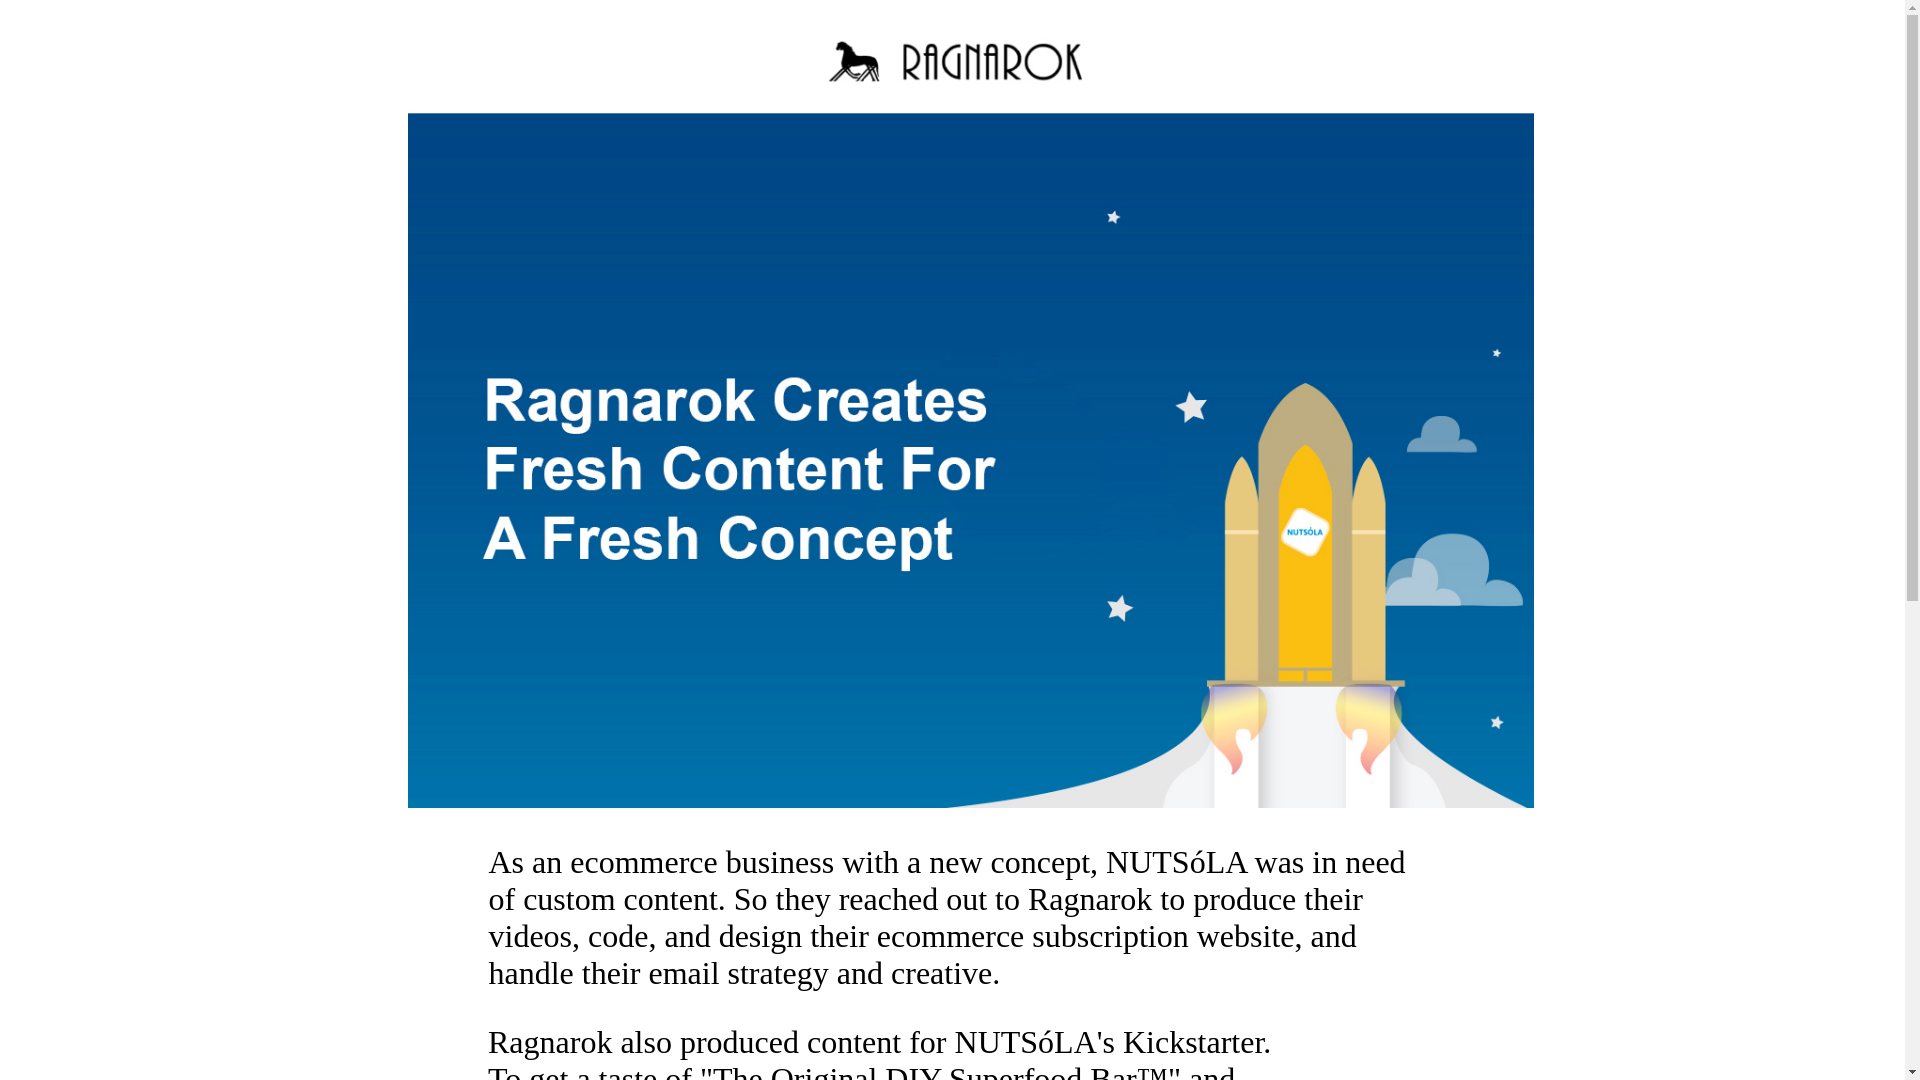 RAGNAROK
Ragnarok Creates
Fresh Content For
A Fresh Concept
NUTSóLA
As an ecommerce business with a new concept, NUTSóLA was in need
of custom content. So they reached out to Ragnarok to produce their
videos, code, and design their ecommerce subscription website, and
handle their email strategy and creative.
Ragnarok also produced content for NUTSóLA's Kickstarter.
To get a taste of "The Original DIY Superfood Bar™" and